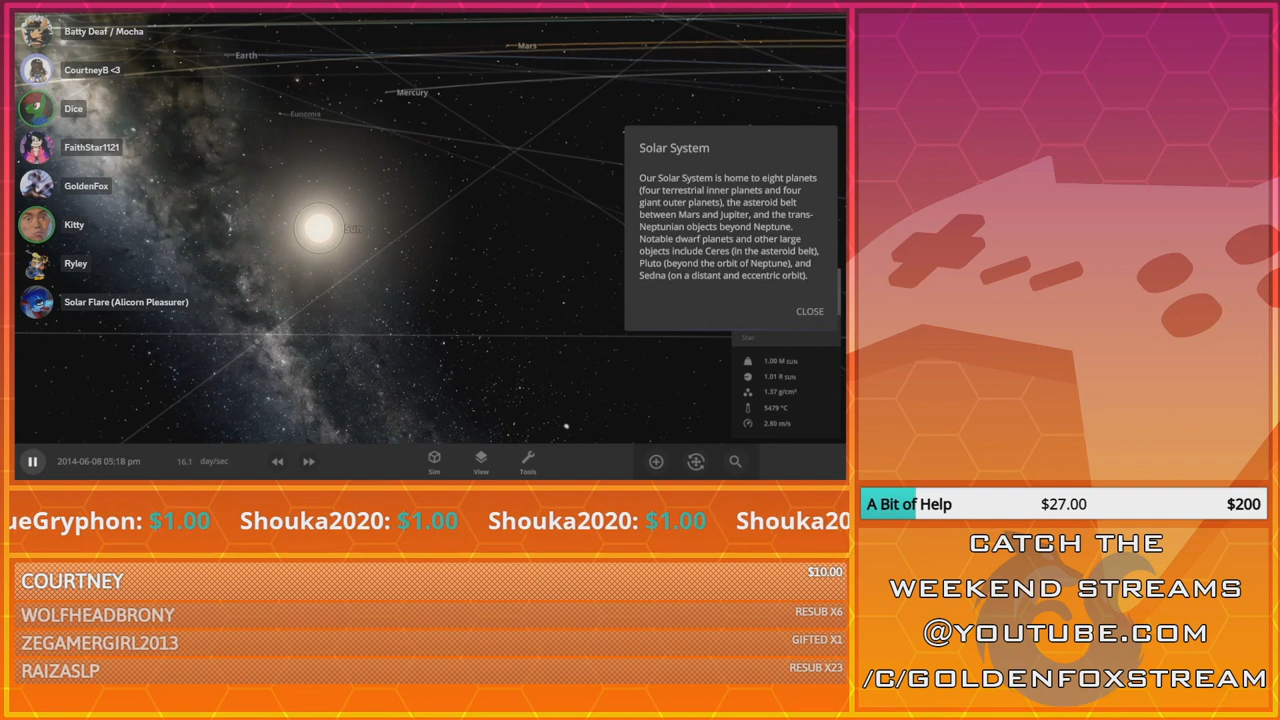 Batty Deaf / Mocha
CourtneyB <3
Dice
FaithStar1121
GoldenFox
Kitty
Ryley
Solar Flare (Alicorn Pleasurer)
Earth
Mars
Mercury
Eunomia
Sun
Solar System
Our Solar System is home to eight planets
(four terrestrial inner planets and four
giant outer planets), the asteroid belt
between Mars and Jupiter, and the trans-
Neptunian objects beyond Neptune.
Notable dwarf planets and other large
objects include Ceres (in the asteroid belt),
Pluto (beyond the orbit of Neptune), and
Sedna (on a distant and eccentric orbit).
CLOSE
Star
1.00 M SUN
1.01 R SUN
1.37 g/cm³
5479 °C
2.80 m/s
2014-06-08 05:18 pm
16.1 day/sec
Sim
View
Tools
ueGryphon: $1.00 Shouka2020: $1.00 Shouka2020: $1.00 Shouka20
COURTNEY $10.00
WOLFHEADBRONY RESUB X6
ZEGAMERGIRL2013 GIFTED X1
RAIZASLP RESUB X23
A Bit of Help $27.00 $200
CATCH THE
WEEKEND STREAMS
@YOUTUBE.COM
/C/GOLDENFOXSTREAM